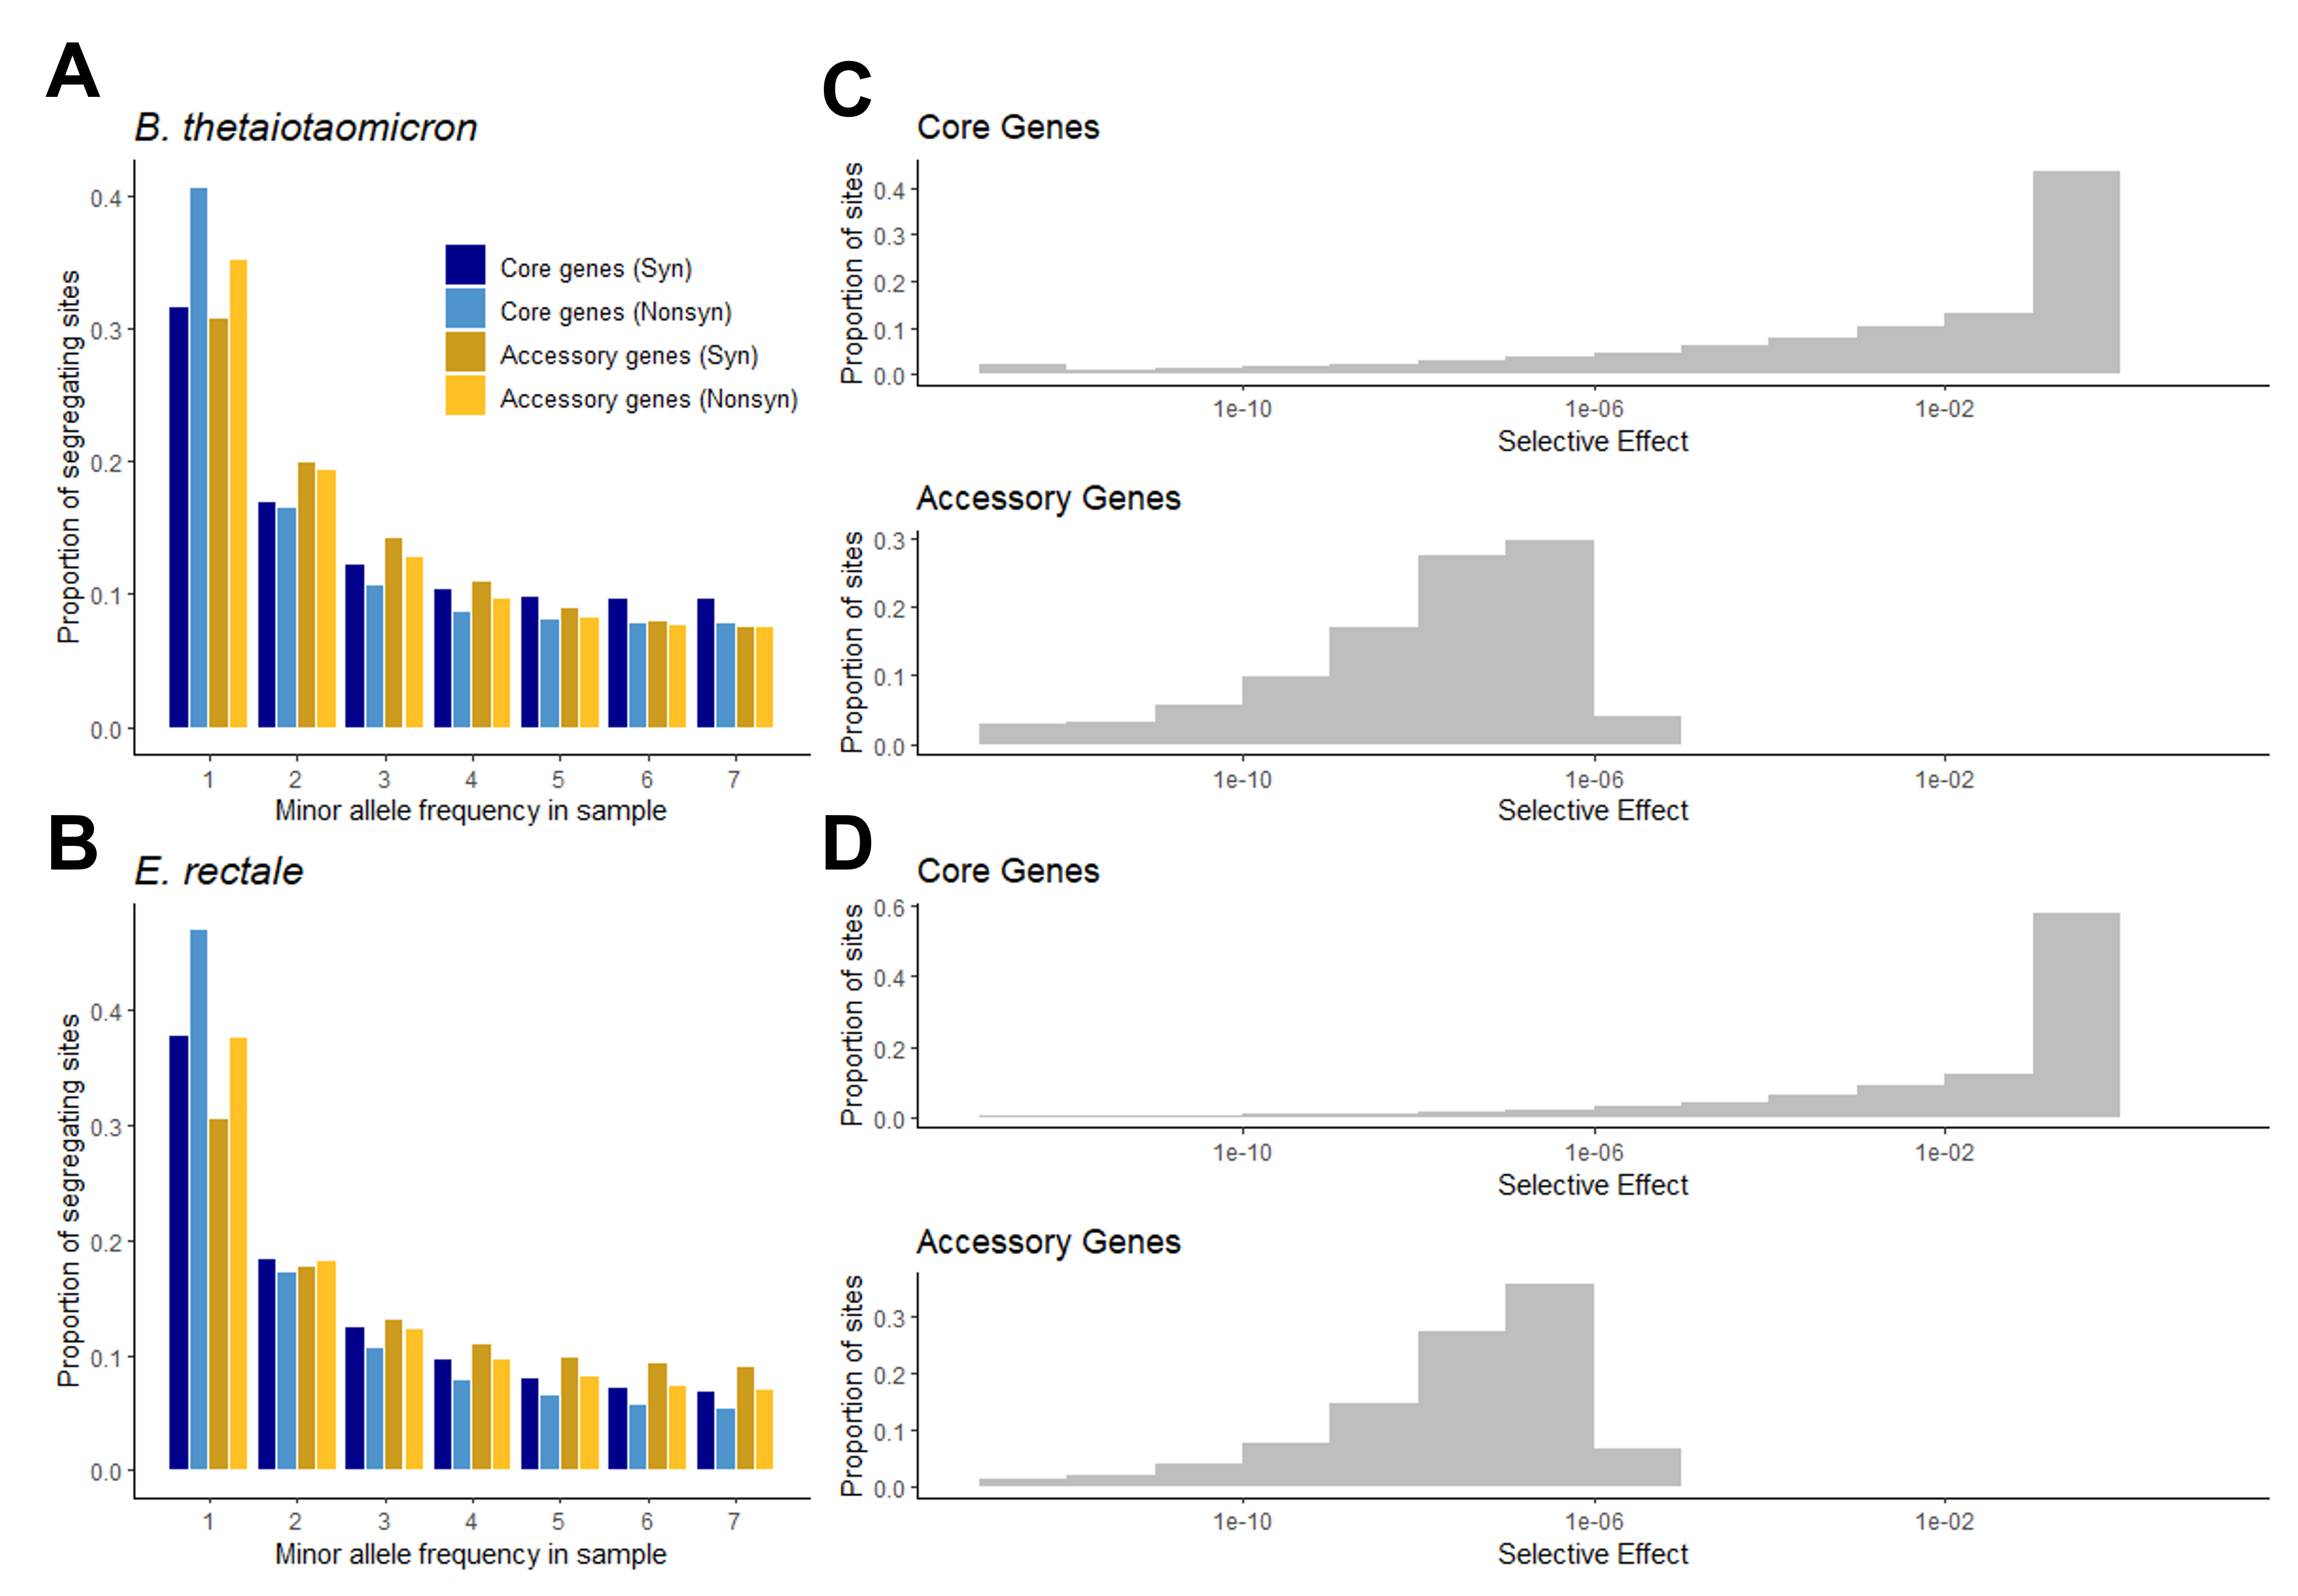 A
B. thetaiotaomicron
Proportion of segregating sites
0.4
0.3
0.2
0.1
0.0
Core genes (Syn)
Core genes (Nonsyn)
Accessory genes (Syn)
Accessory genes (Nonsyn)
1 2 3 4 5 6 7
Minor allele frequency in sample
B
E. rectale
Proportion of segregating sites
0.4
0.3
0.2
0.1
0.0
1 2 3 4 5 6 7
Minor allele frequency in sample
C
Core Genes
Proportion of sites
0.4
0.3
0.2
0.1
0.0
1e-10 1e-06 1e-02
Selective Effect
Accessory Genes
Proportion of sites
0.3
0.2
0.1
0.0
1e-10 1e-06 1e-02
Selective Effect
D
Core Genes
Proportion of sites
0.6
0.4
0.2
0.0
1e-10 1e-06 1e-02
Selective Effect
Accessory Genes
Proportion of sites
0.3
0.2
0.1
0.0
1e-10 1e-06 1e-02
Selective Effect